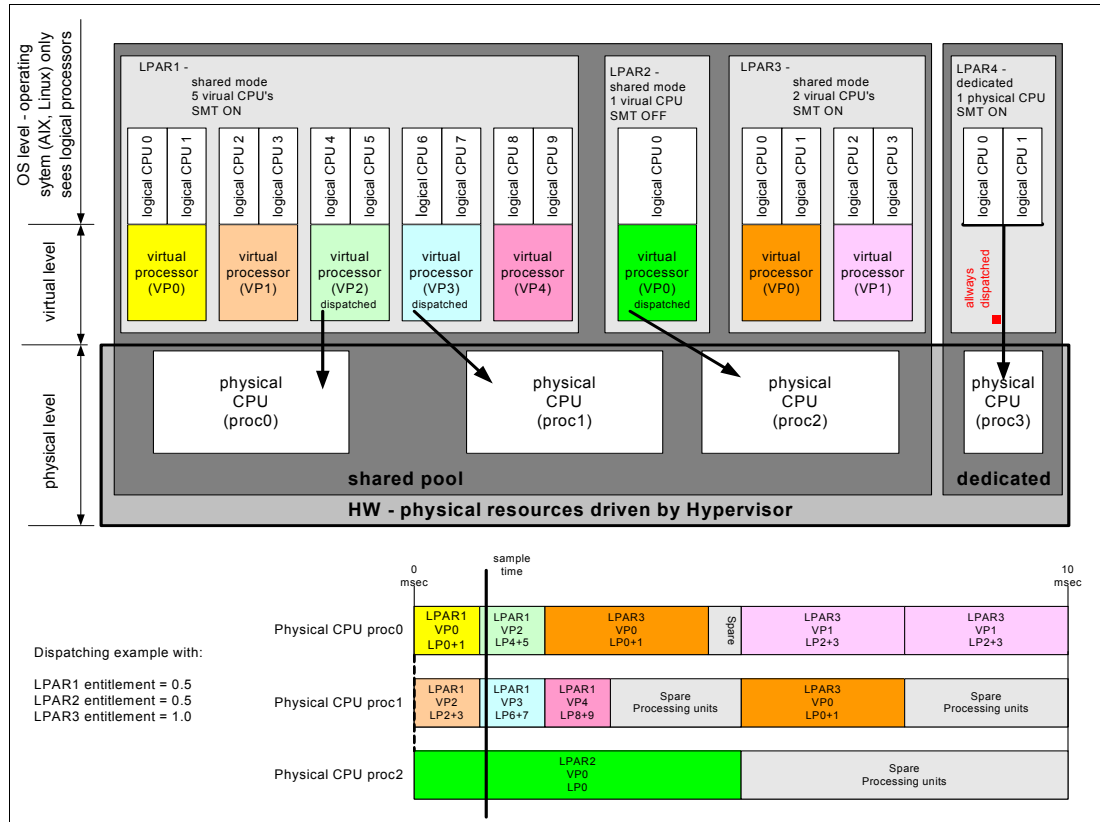 OS level - operating
sytem (AIX, Linux) only
sees logical processors
virtual level
physical level
LPAR1 -
shared mode
5 virual CPU's
SMT ON
logical CPU 0
logical CPU 1
logical CPU 2
logical CPU 3
logical CPU 4
logical CPU 5
logical CPU 6
logical CPU 7
logical CPU 8
logical CPU 9
virtual
processor
(VP0)
virtual
processor
(VP1)
virtual
processor
(VP2)
dispatched
virtual
processor
(VP3)
dispatched
virtual
processor
(VP4)
LPAR2 -
shared mode
1 virual CPU
SMT OFF
logical CPU 0
virtual
processor
(VP0)
dispatched
LPAR3 -
shared mode
2 virual CPU's
SMT ON
logical CPU 0
logical CPU 1
logical CPU 2
logical CPU 3
virtual
processor
(VP0)
virtual
processor
(VP1)
LPAR4 -
dedicated
1 physical CPU
SMT ON
logical CPU 0
logical CPU 1
allways
dispatched
physical
CPU
(proc0)
physical
CPU
(proc1)
physical
CPU
(proc2)
physical
CPU
(proc3)
shared pool
dedicated
HW - physical resources driven by Hypervisor
0
msec
sample
time
10
msec
Dispatching example with:
LPAR1 entitlement = 0.5
LPAR2 entitlement = 0.5
LPAR3 entitlement = 1.0
Physical CPU proc0
LPAR1
VP0
LP0+1
LPAR1
VP2
LP4+5
LPAR3
VP0
LP0+1
Spare
LPAR3
VP1
LP2+3
LPAR3
VP1
LP2+3
Physical CPU proc1
LPAR1
VP2
LP2+3
LPAR1
VP3
LP6+7
LPAR1
VP4
LP8+9
Spare
Processing units
LPAR3
VP0
LP0+1
Spare
Processing units
Physical CPU proc2
LPAR2
VP0
LP0
Spare
Processing units